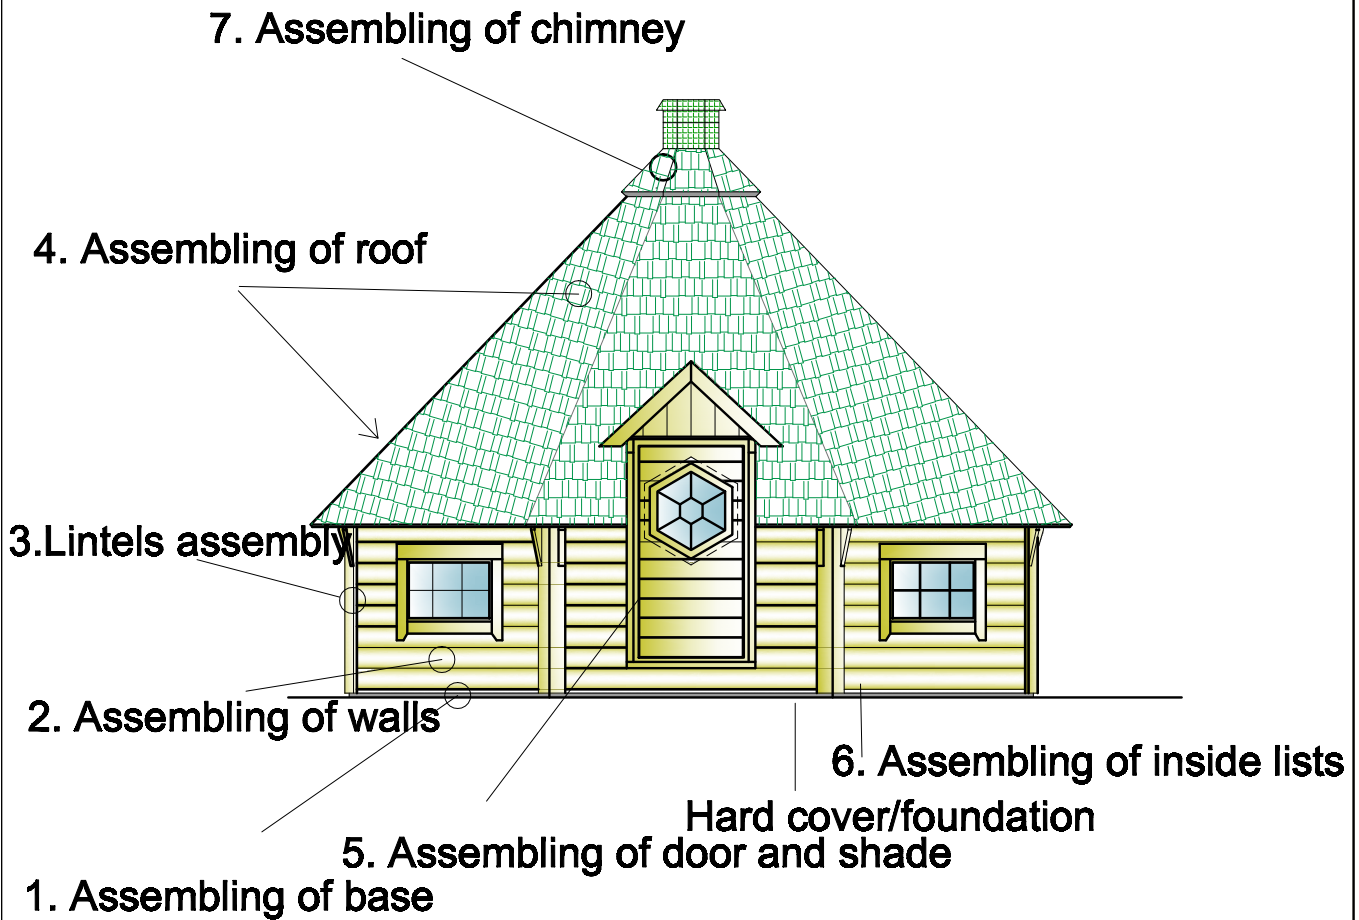 7. Assembling of chimney
4. Assembling of roof
3.Lintels assembly
2. Assembling of walls
6. Assembling of inside lists
Hard cover/foundation
5. Assembling of door and shade
1. Assembling of base